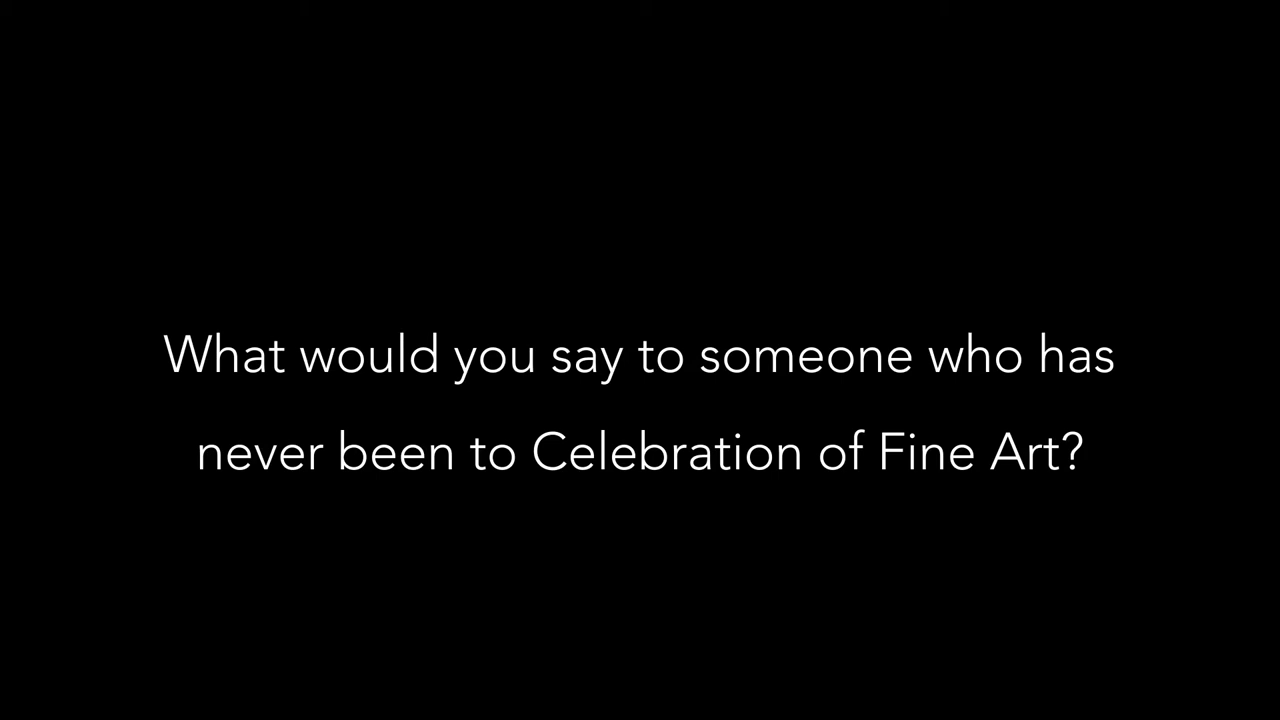 What would you say to someone who has
never been to Celebration of Fine Art?